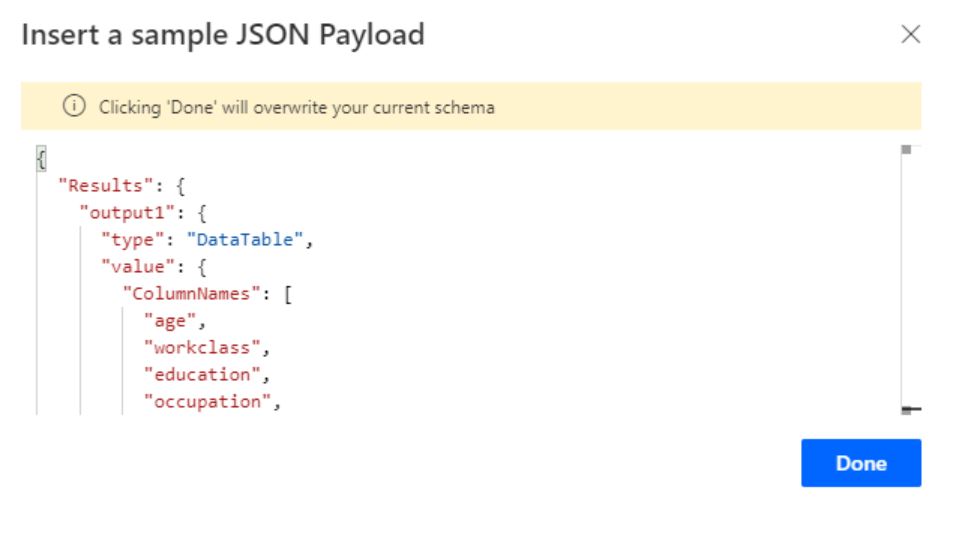 Insert a sample JSON Payload
Clicking 'Done' will overwrite your current schema
{
"Results": {
"output1": {
"type": "DataTable",
"value": {
"ColumnNames": [
"age",
"workclass",
"education",
"occupation",
Done